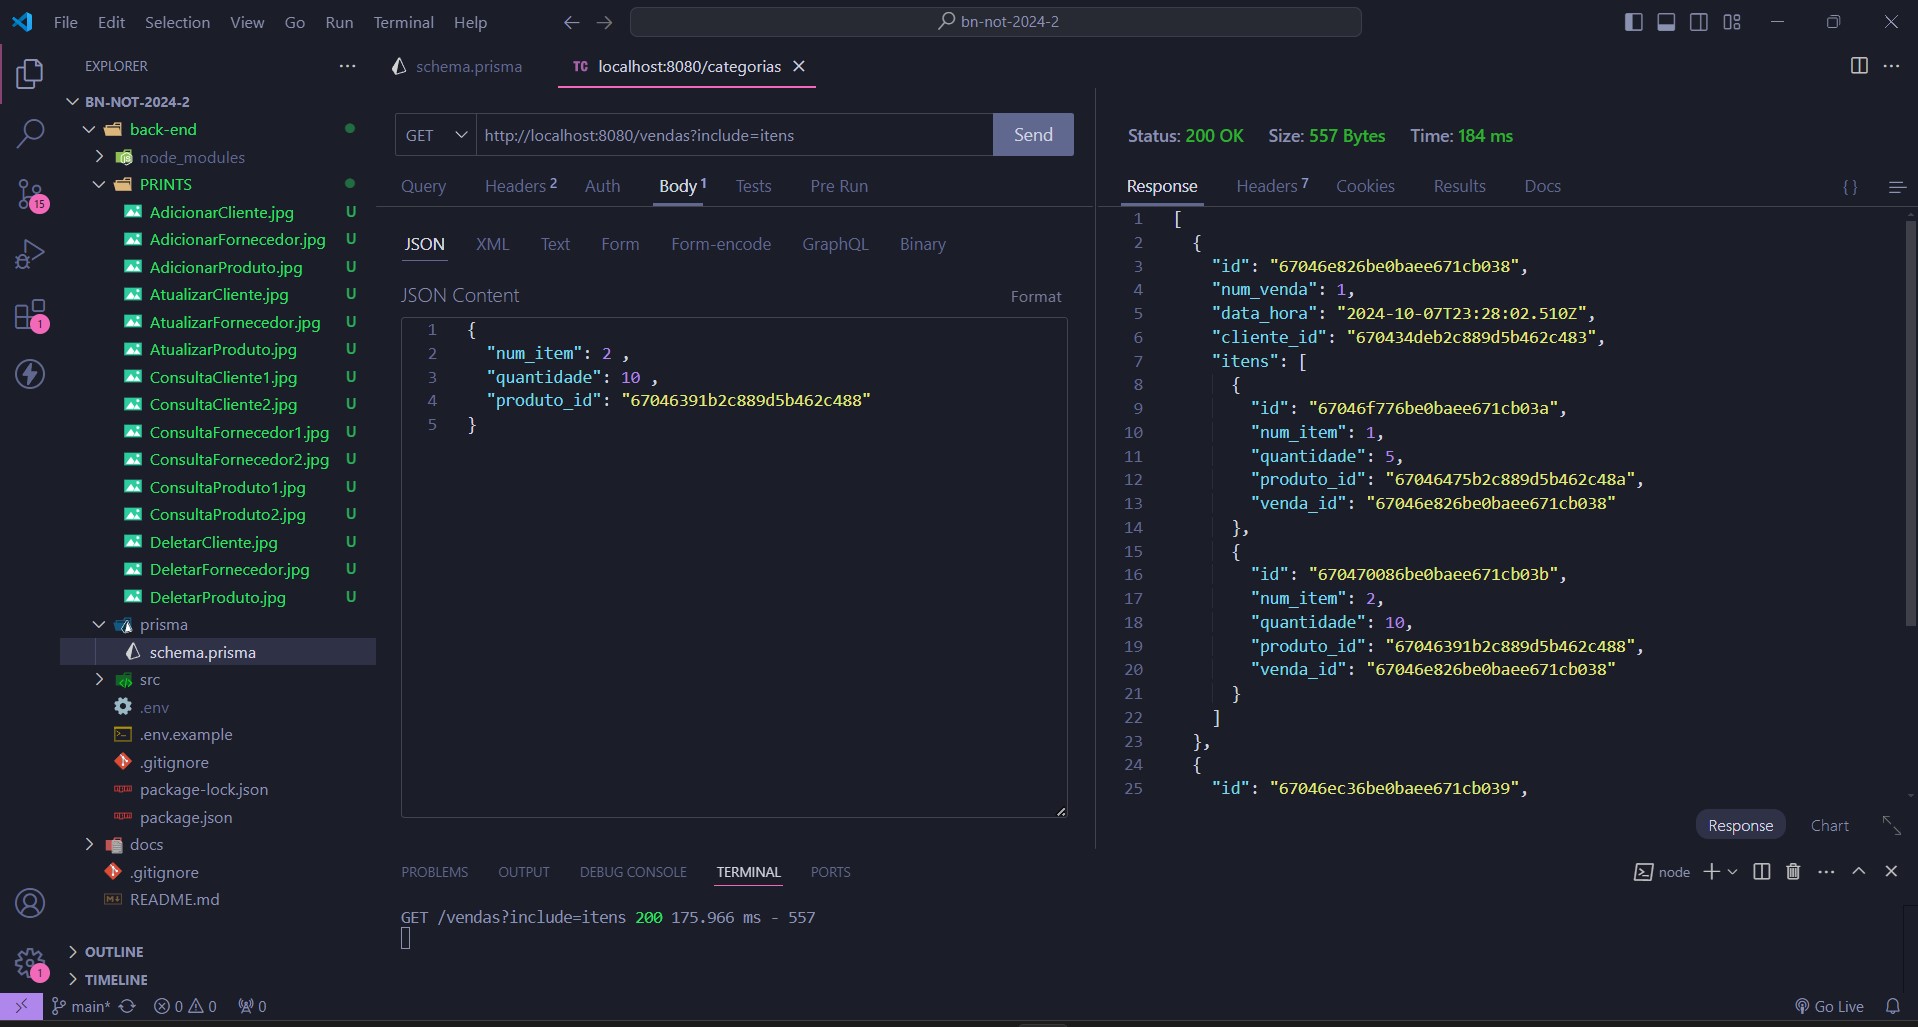 File Edit Selection View Go Run Terminal Help
bn-not-2024-2
EXPLORER
BN-NOT-2024-2
back-end
node_modules
PRINTS
AdicionarCliente.jpg U
AdicionarFornecedor.jpg U
AdicionarProduto.jpg U
AtualizarCliente.jpg U
AtualizarFornecedor.jpg U
AtualizarProduto.jpg U
ConsultaCliente1.jpg U
ConsultaCliente2.jpg U
ConsultaFornecedor1.jpg U
ConsultaFornecedor2.jpg U
ConsultaProduto1.jpg U
ConsultaProduto2.jpg U
DeletarCliente.jpg U
DeletarFornecedor.jpg U
DeletarProduto.jpg U
prisma
schema.prisma
src
.env
.env.example
.gitignore
package-lock.json
package.json
docs
.gitignore
README.md
OUTLINE
TIMELINE
15
1
1
schema.prisma
TC localhost:8080/categorias
GET http://localhost:8080/vendas?include=itens Send
Query Headers 2 Auth Body 1 Tests Pre Run
JSON XML Text Form Form-encode GraphQL Binary
JSON Content Format
1 {
2 "num_item": 2 ,
3 "quantidade": 10 ,
4 "produto_id": "67046391b2c889d5b462c488"
5 }
Status: 200 OK Size: 557 Bytes Time: 184 ms
Response Headers 7 Cookies Results Docs { }
1 [
2 {
3 "id": "67046e826be0baee671cb038",
4 "num_venda": 1,
5 "data_hora": "2024-10-07T23:28:02.510Z",
6 "cliente_id": "670434deb2c889d5b462c483",
7 "itens": [
8 {
9 "id": "67046f776be0baee671cb03a",
10 "num_item": 1,
11 "quantidade": 5,
12 "produto_id": "67046475b2c889d5b462c48a",
13 "venda_id": "67046e826be0baee671cb038"
14 },
15 {
16 "id": "670470086be0baee671cb03b",
17 "num_item": 2,
18 "quantidade": 10,
19 "produto_id": "67046391b2c889d5b462c488",
20 "venda_id": "67046e826be0baee671cb038"
21 }
22 ]
23 },
24 {
25 "id": "67046ec36be0baee671cb039",
Response Chart
PROBLEMS OUTPUT DEBUG CONSOLE TERMINAL PORTS
node
GET /vendas?include=itens 200 175.966 ms - 557
main* 0 0 0
Go Live